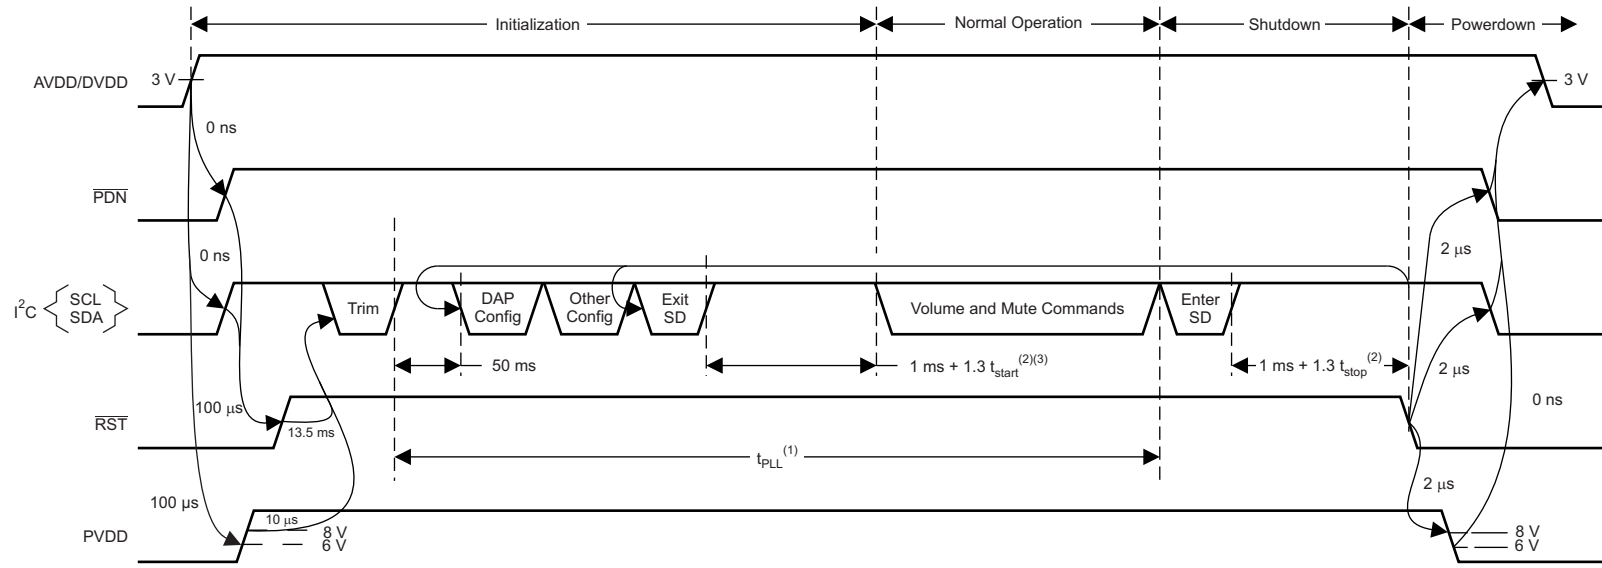 Initialization
Normal Operation
Shutdown
Powerdown
AVDD/DVDD
3 V
3 V
0 ns
PDN
0 ns
2 μs
I²C
SCL
SDA
Trim
DAP
Config
Other
Config
Exit
SD
Volume and Mute Commands
Enter
SD
50 ms
1 ms + 1.3 tstart(2)(3)
1 ms + 1.3 tstop(2)
2 μs
0 ns
100 μs
RST
13.5 ms
tPLL(1)
2 μs
100 μs
10 μs
PVDD
8 V
6 V
8 V
6 V